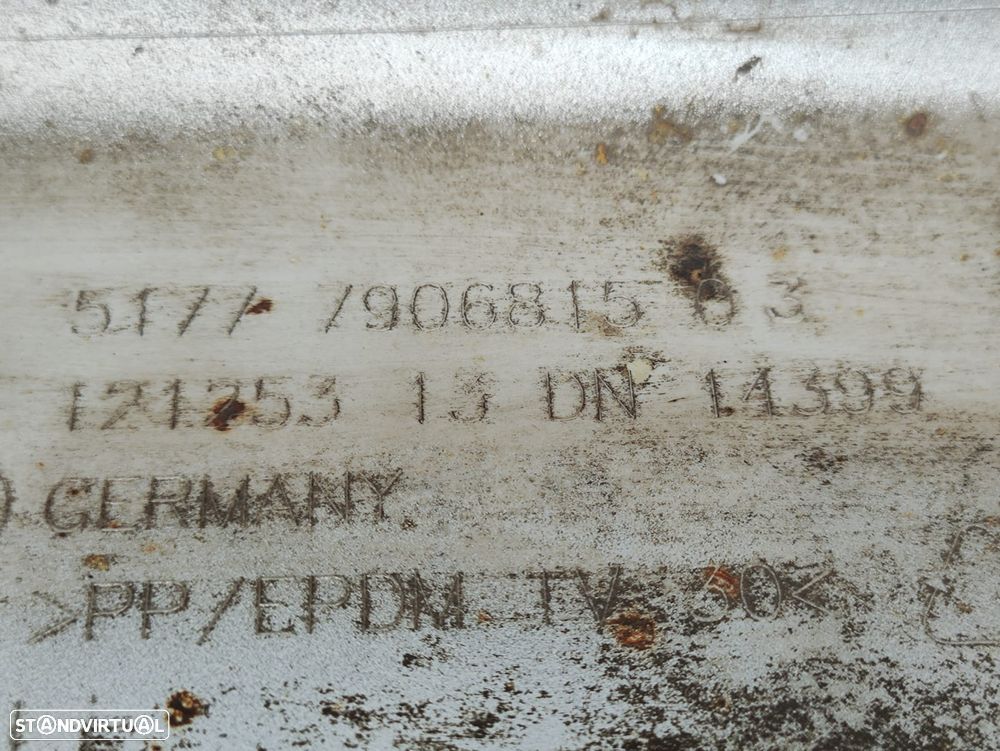 5177 7906815 03
121253 13 DN 14399
GERMANY
>PP/EPDM TV 30<
STANDVIRTUAL